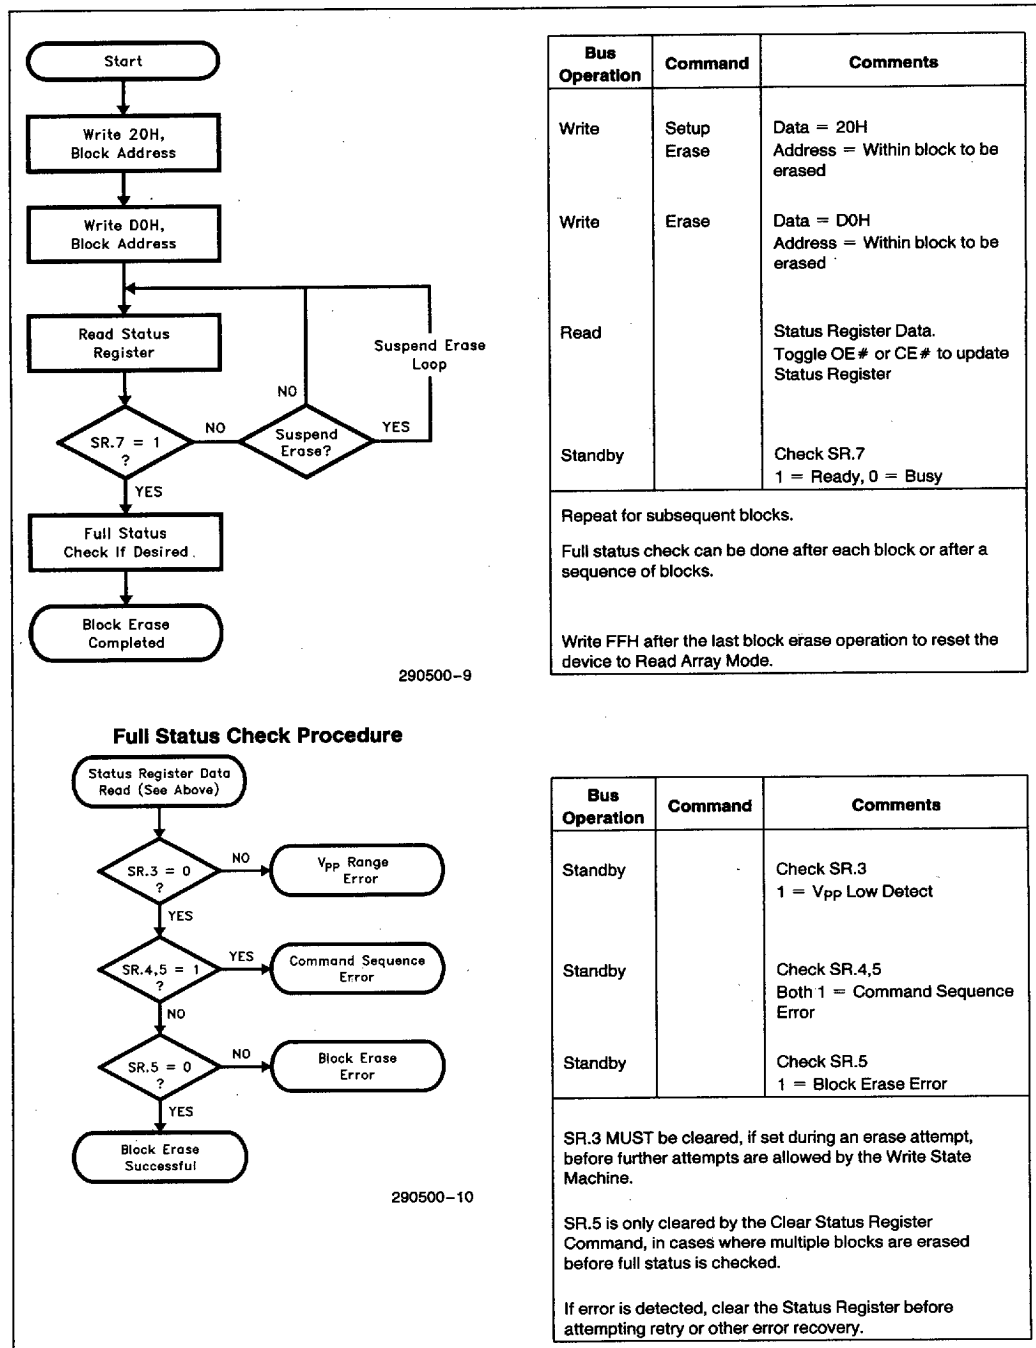 Start
Write 20H,
Block Address
Write D0H,
Block Address
Read Status
Register
Suspend Erase
Loop
NO
SR.7 = 1
?
NO
Suspend
Erase?
YES
YES
Full Status
Check If Desired
Block Erase
Completed
290500-9
Bus
Operation
Command
Comments
Write
Setup
Erase
Data = 20H
Address = Within block to be
erased
Write
Erase
Data = D0H
Address = Within block to be
erased
Read
Status Register Data.
Toggle OE# or CE# to update
Status Register
Standby
Check SR.7
1 = Ready, 0 = Busy
Repeat for subsequent blocks.
Full status check can be done after each block or after a
sequence of blocks.
Write FFH after the last block erase operation to reset the
device to Read Array Mode.
Full Status Check Procedure
Status Register Data
Read (See Above)
SR.3 = 0
?
NO
VPP Range
Error
YES
SR.4,5 = 1
?
YES
Command Sequence
Error
NO
SR.5 = 0
?
NO
Block Erase
Error
YES
Block Erase
Successful
290500-10
Bus
Operation
Command
Comments
Standby
Check SR.3
1 = VPP Low Detect
Standby
Check SR.4,5
Both 1 = Command Sequence
Error
Standby
Check SR.5
1 = Block Erase Error
SR.3 MUST be cleared, if set during an erase attempt,
before further attempts are allowed by the Write State
Machine.
SR.5 is only cleared by the Clear Status Register
Command, in cases where multiple blocks are erased
before full status is checked.
If error is detected, clear the Status Register before
attempting retry or other error recovery.